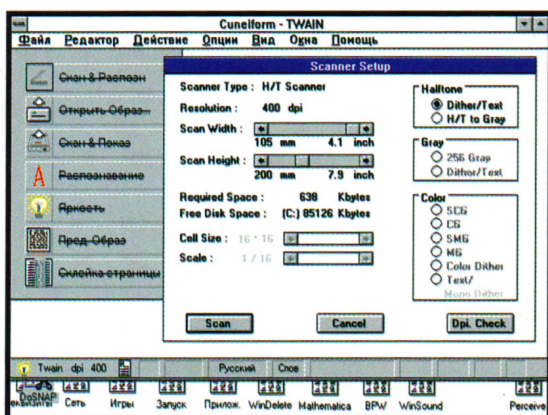 Cuneiform - TWAIN
Файл Редактор Действие Опции Вид Окна Помощь
Скан & Распозн
Открыть Образ...
Скан & Показ
Распознавание
Яркость
Пред. Образ
Склейка страницы
Scanner Setup
Scanner Type : H/T Scanner
Resolution : 400 dpi
Scan Width :
105 mm 4.1 inch
Scan Height :
200 mm 7.9 inch
Required Space : 638 Kbytes
Free Disk Space : (C:) 85126 Kbytes
Cell Size : 16 * 16
Scale : 1 / 16
Halftone
Dither/Text
H/T to Gray
Gray
256 Gray
Dither/Text
Color
SCG
CG
SMG
MG
Color Dither
Text/
Mono Dither
Scan Cancel Dpi. Check
Twain dpi 400 Русский Слов
DoSNAP Сеть Игры Запуск Прилож. WinDelete Mathematica BPW WinSound Perceive